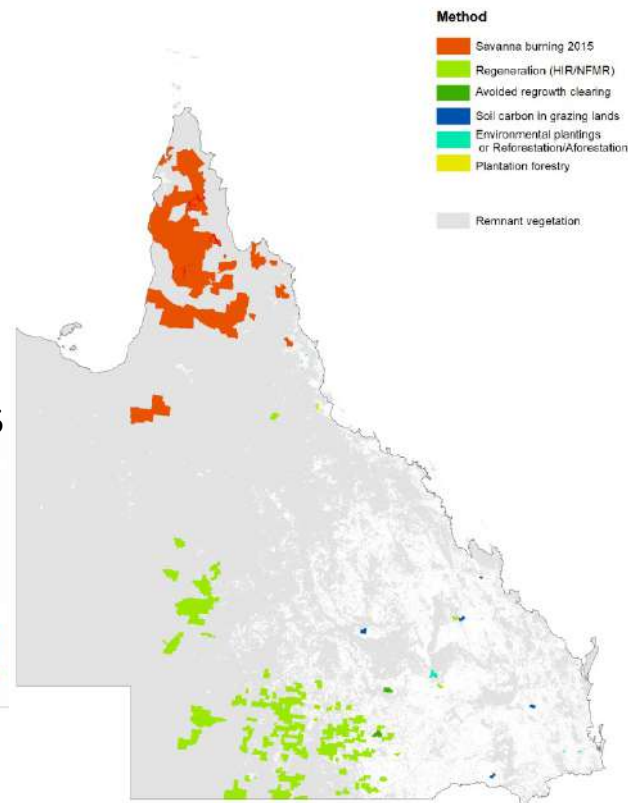 Method
Savanna burning 2015
Regeneration (HIR/NFMR)
Avoided regrowth clearing
Soil carbon in grazing lands
Environmental plantings
or Reforestation/Aforestation
Plantation forestry
Remnant vegetation